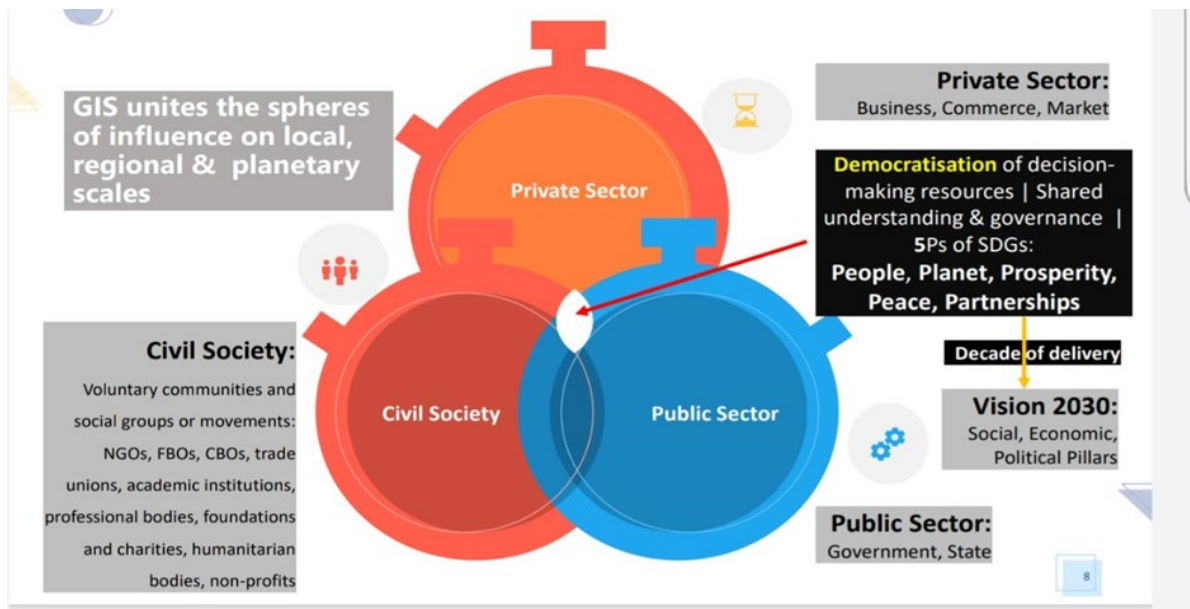 GIS unites the spheres
of influence on local,
regional & planetary
scales
Private Sector
Private Sector:
Business, Commerce, Market
Democratisation of decision-
making resources | Shared
understanding & governance |
5Ps of SDGs:
People, Planet, Prosperity,
Peace, Partnerships
Decade of delivery
Vision 2030:
Social, Economic,
Political Pillars
Civil Society:
Voluntary communities and
social groups or movements:
NGOs, FBOs, CBOs, trade
unions, academic institutions,
professional bodies, foundations
and charities, humanitarian
bodies, non-profits
Civil Society
Public Sector
Public Sector:
Government, State
8